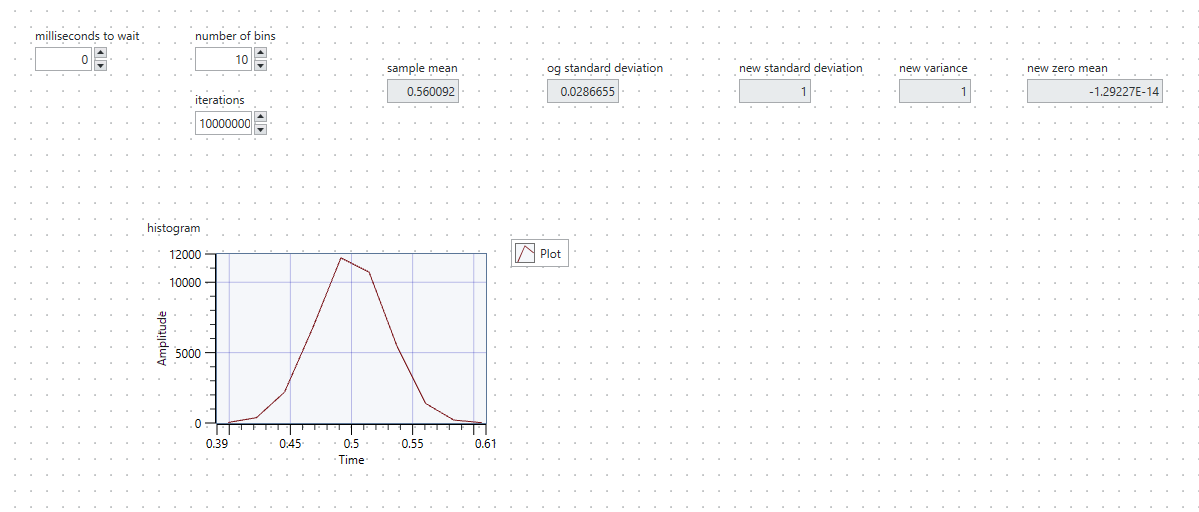 milliseconds to wait
0
number of bins
10
iterations
10000000
sample mean
0.560092
og standard deviation
0.0286655
new standard deviation
1
new variance
1
new zero mean
-1.29227E-14
histogram
Plot
12000
10000
5000
0
Amplitude
0.39 0.45 0.5 0.55 0.61
Time